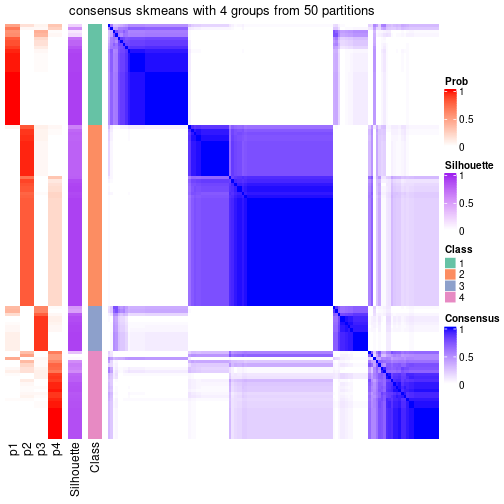 consensus skmeans with 4 groups from 50 partitions
Prob
1
0.5
0
Silhouette
1
0.5
0
Class
1
2
3
4
Consensus
1
0.5
0
p1
p2
p3
p4
Silhouette
Class